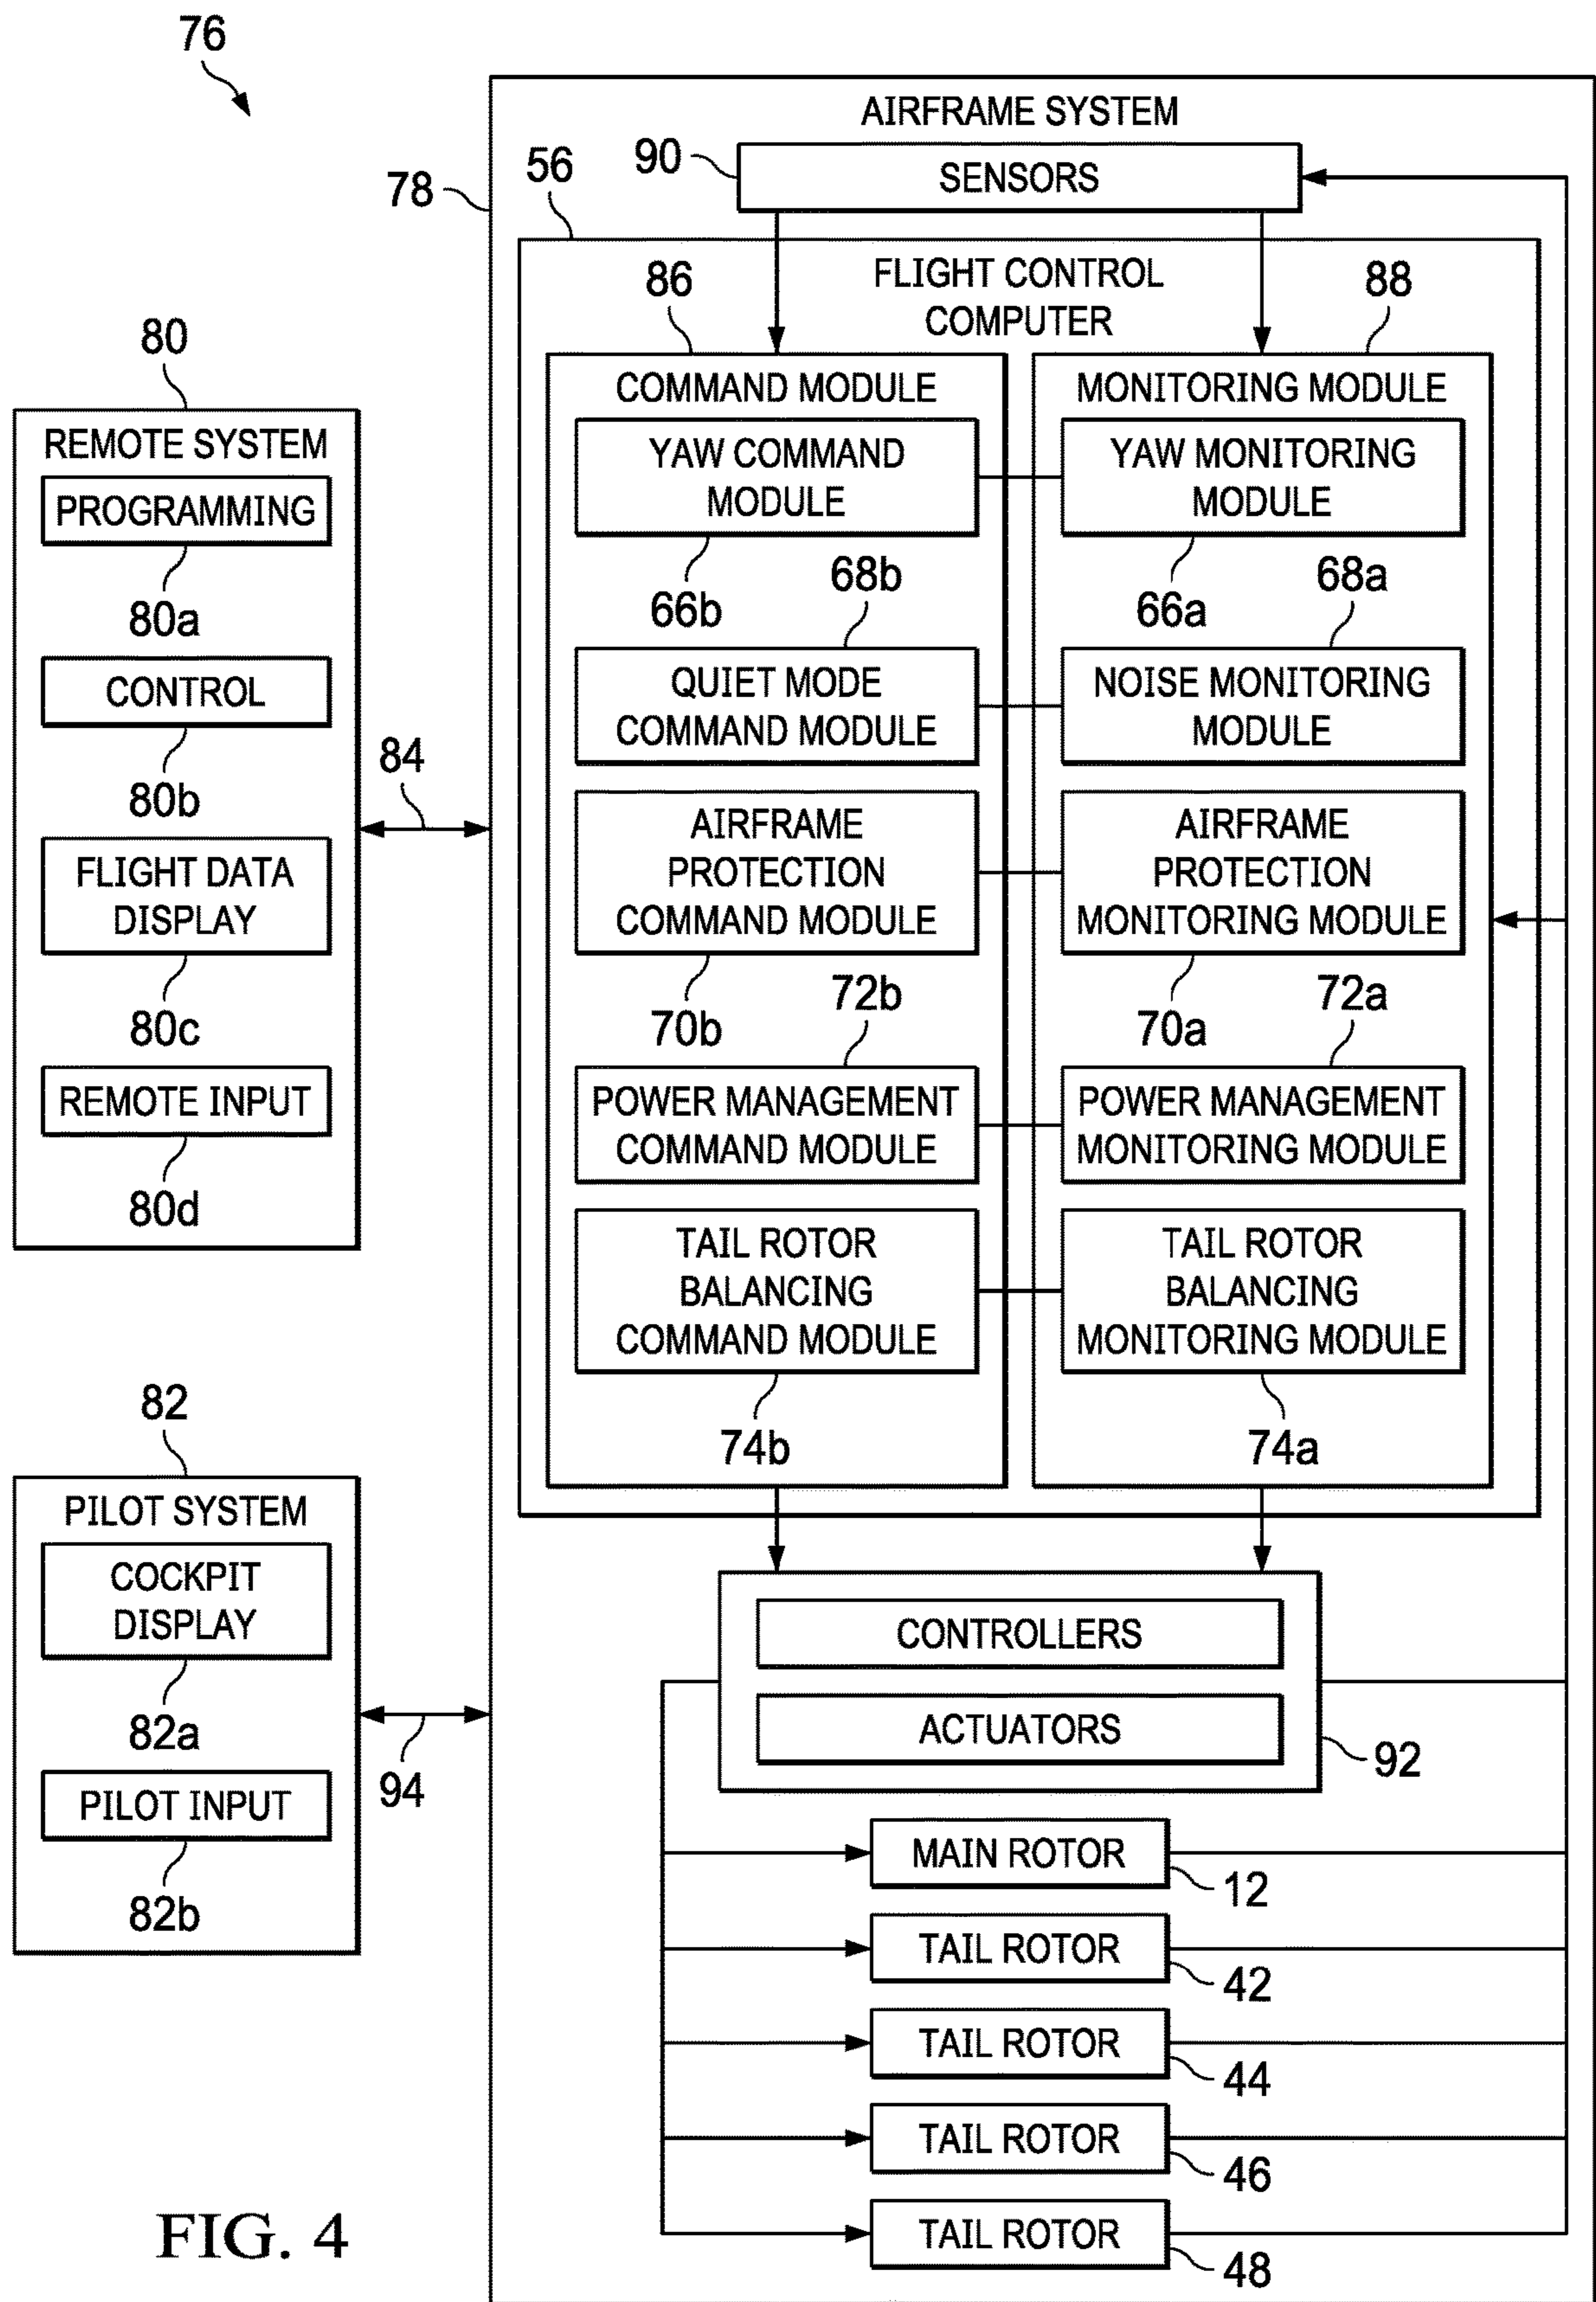 76
AIRFRAME SYSTEM
90
SENSORS
56
78
86
FLIGHT CONTROL
COMPUTER
88
COMMAND MODULE
MONITORING MODULE
YAW COMMAND
MODULE
YAW MONITORING
MODULE
66b
68b
66a
68a
QUIET MODE
COMMAND MODULE
NOISE MONITORING
MODULE
AIRFRAME
PROTECTION
COMMAND MODULE
AIRFRAME
PROTECTION
MONITORING MODULE
70b
72b
70a
72a
POWER MANAGEMENT
COMMAND MODULE
POWER MANAGEMENT
MONITORING MODULE
TAIL ROTOR
BALANCING
COMMAND MODULE
TAIL ROTOR
BALANCING
MONITORING MODULE
74b
74a
80
REMOTE SYSTEM
PROGRAMMING
80a
CONTROL
80b
84
FLIGHT DATA
DISPLAY
80c
REMOTE INPUT
80d
82
PILOT SYSTEM
COCKPIT
DISPLAY
82a
94
PILOT INPUT
82b
CONTROLLERS
ACTUATORS
92
MAIN ROTOR
12
TAIL ROTOR
42
TAIL ROTOR
44
TAIL ROTOR
46
TAIL ROTOR
48
FIG. 4